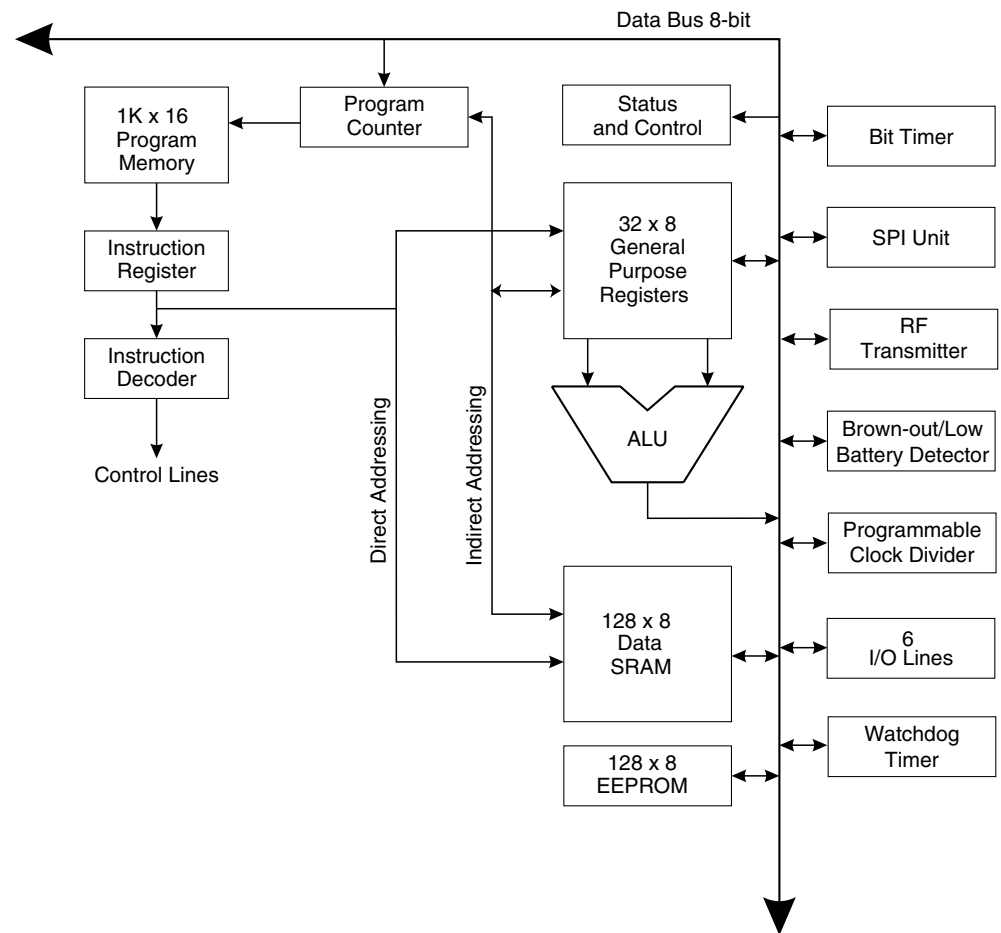 Data Bus 8-bit
1K x 16
Program
Memory
Program
Counter
Status
and Control
Bit Timer
Instruction
Register
32 x 8
General
Purpose
Registers
SPI Unit
Instruction
Decoder
RF
Transmitter
Control Lines
Direct Addressing
Indirect Addressing
ALU
Brown-out/Low
Battery Detector
Programmable
Clock Divider
128 x 8
Data
SRAM
6
I/O Lines
128 x 8
EEPROM
Watchdog
Timer